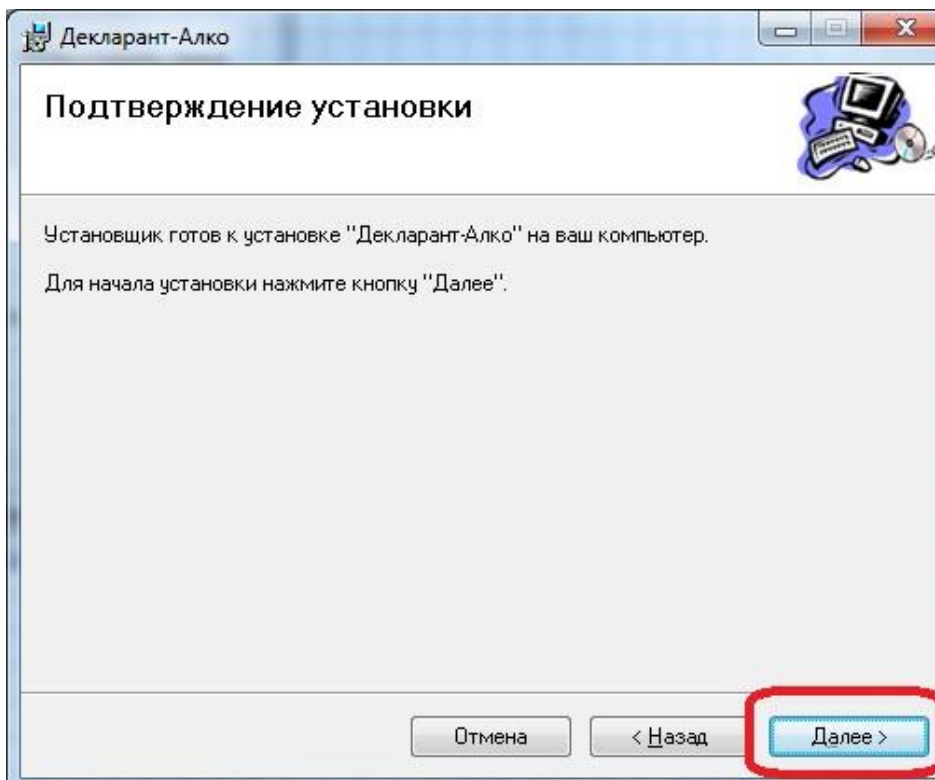 Декларант-Алко
Подтверждение установки
Установщик готов к установке "Декларант-Алко" на ваш компьютер.
Для начала установки нажмите кнопку "Далее".
Отмена
< Назад
Далее >